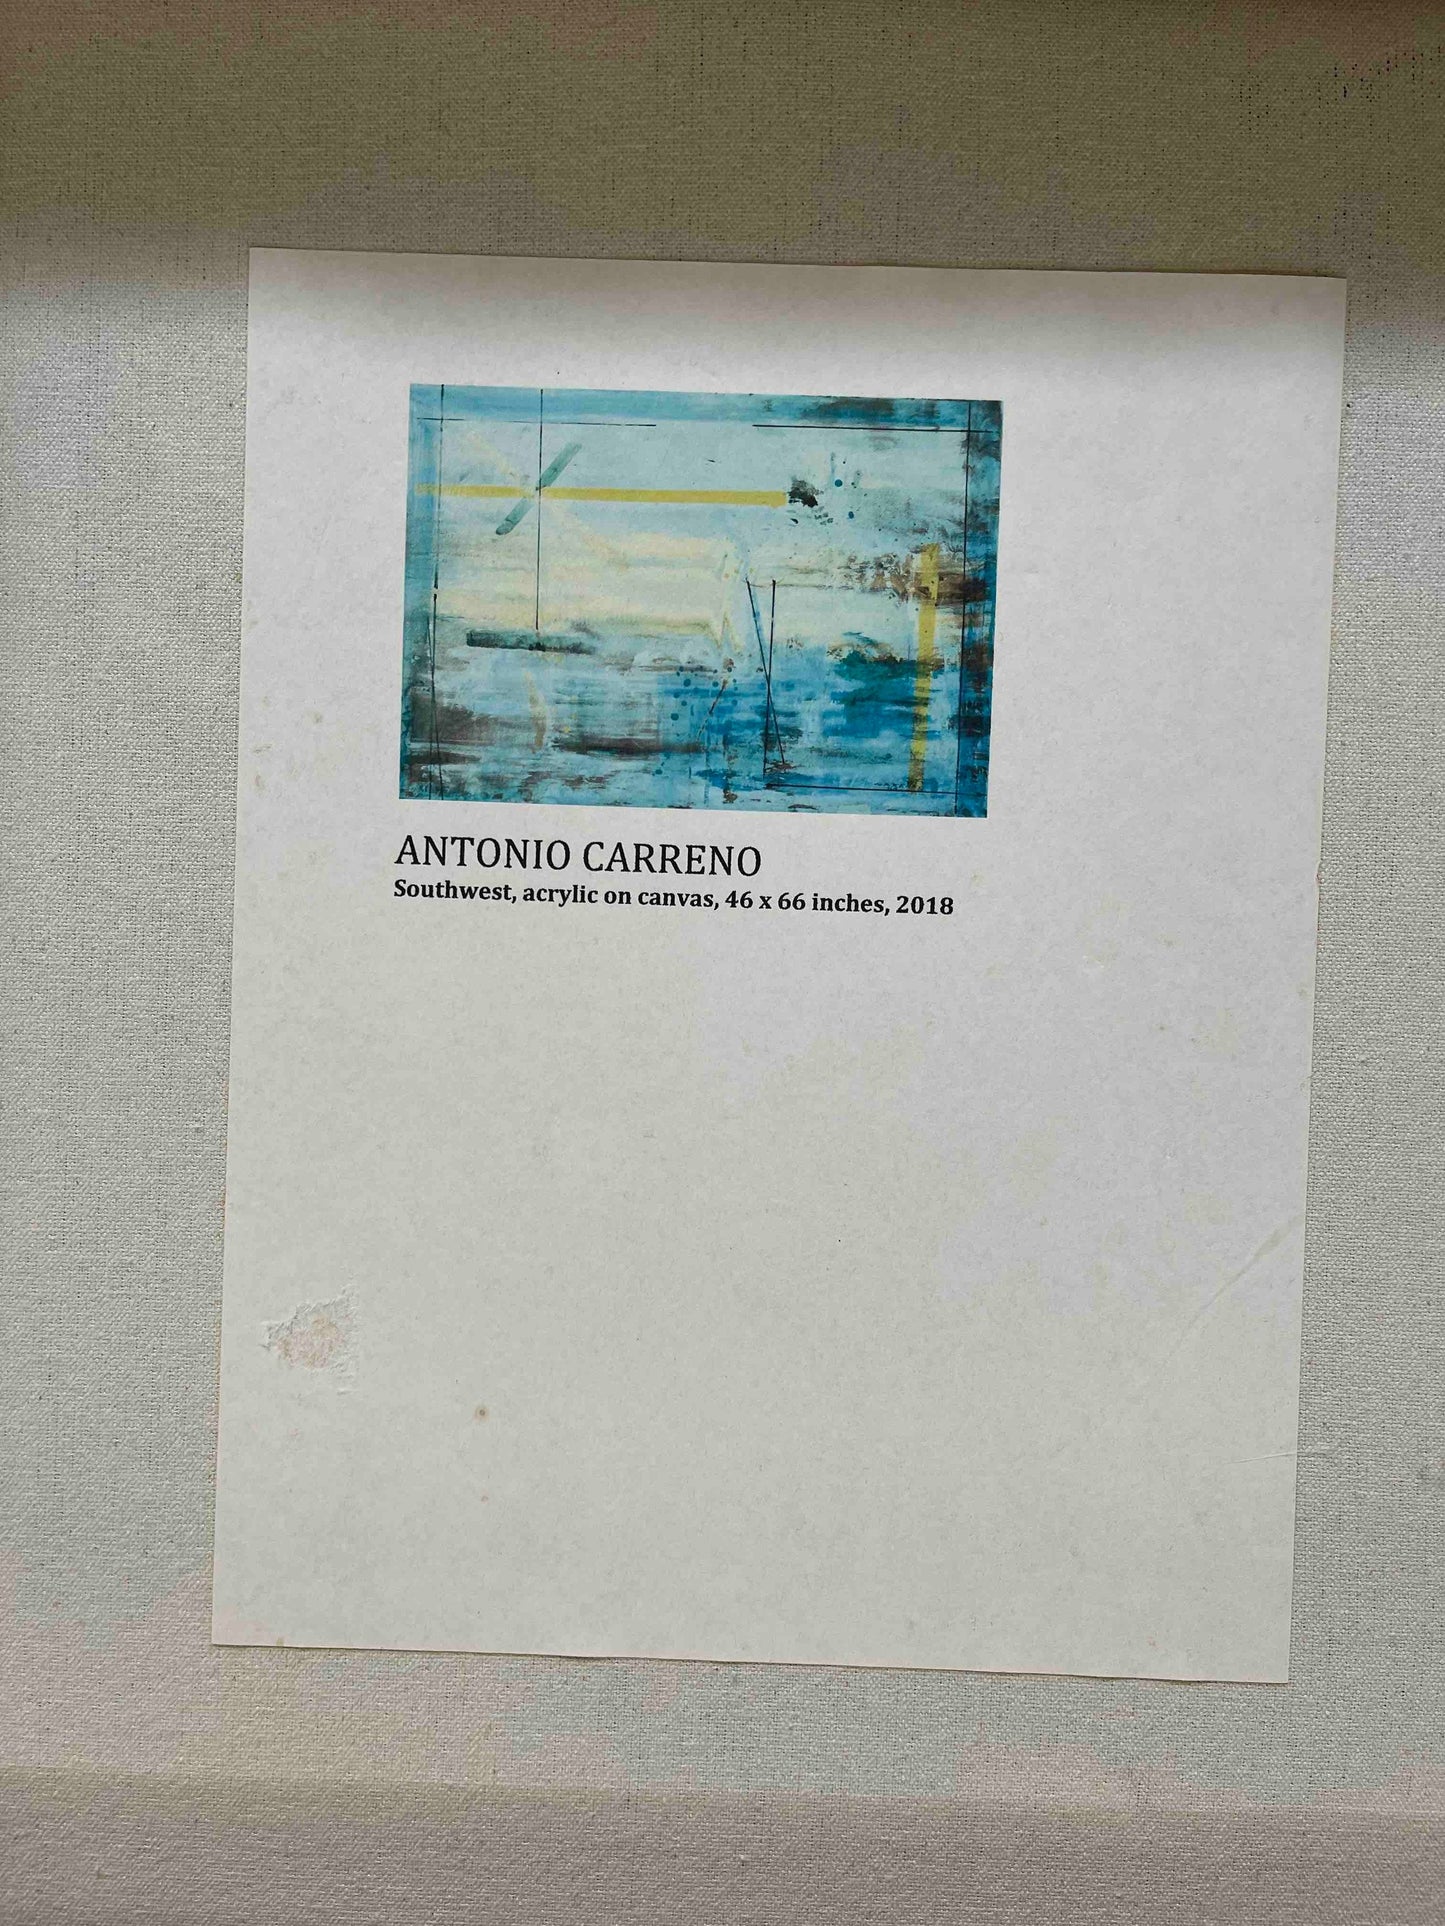 ANTONIO CARRENO
Southwest, acrylic on canvas, 46 x 66 inches, 2018